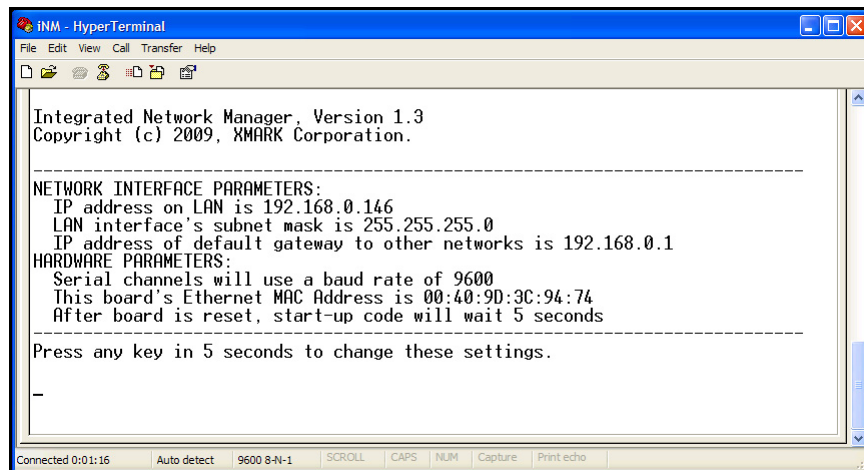 iNM - HyperTerminal
File Edit View Call Transfer Help
Integrated Network Manager, Version 1.3
Copyright (c) 2009, XMARK Corporation.
--------------------------------------------------------------------------------
NETWORK INTERFACE PARAMETERS:
IP address on LAN is 192.168.0.146
LAN interface's subnet mask is 255.255.255.0
IP address of default gateway to other networks is 192.168.0.1
HARDWARE PARAMETERS:
Serial channels will use a baud rate of 9600
This board's Ethernet MAC Address is 00:40:9D:3C:94:74
After board is reset, start-up code will wait 5 seconds
--------------------------------------------------------------------------------
Press any key in 5 seconds to change these settings.
_
Connected 0:01:16 Auto detect 9600 8-N-1 SCROLL CAPS NUM Capture Print echo